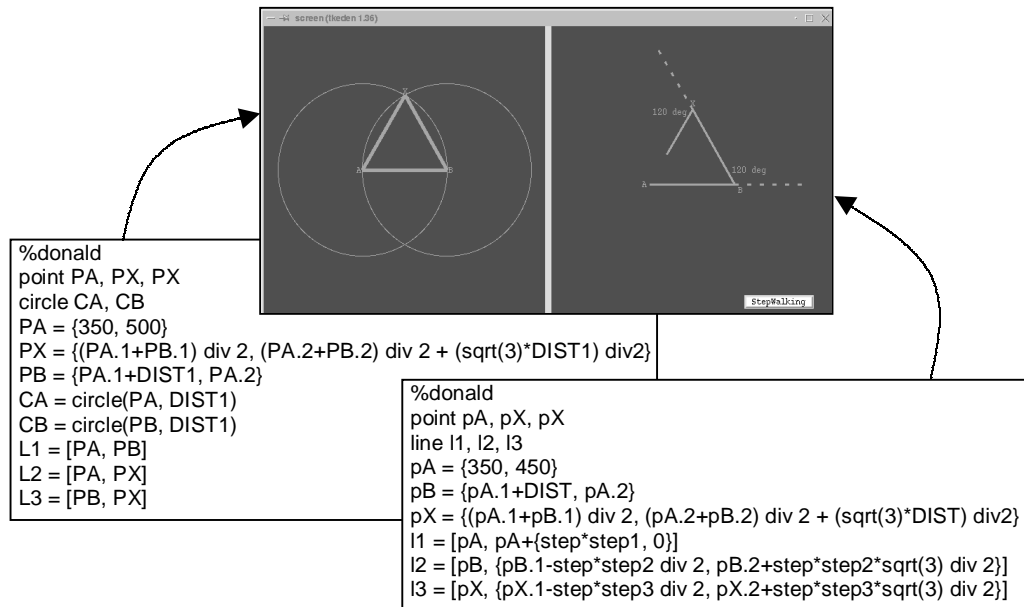 screen (tkeden 1.36)
X
A
B
120 deg
X
120 deg
A
B
StepWalking
%donald
point PA, PX, PX
circle CA, CB
PA = {350, 500}
PX = {(PA.1+PB.1) div 2, (PA.2+PB.2) div 2 + (sqrt(3)*DIST1) div2}
PB = {PA.1+DIST1, PA.2}
CA = circle(PA, DIST1)
CB = circle(PB, DIST1)
L1 = [PA, PB]
L2 = [PA, PX]
L3 = [PB, PX]
%donald
point pA, pX, pX
line l1, l2, l3
pA = {350, 450}
pB = {pA.1+DIST, pA.2}
pX = {(pA.1+pB.1) div 2, (pA.2+pB.2) div 2 + (sqrt(3)*DIST) div2}
l1 = [pA, pA+{step*step1, 0}]
l2 = [pB, {pB.1-step*step2 div 2, pB.2+step*step2*sqrt(3) div 2}]
l3 = [pX, {pX.1-step*step3 div 2, pX.2+step*step3*sqrt(3) div 2}]